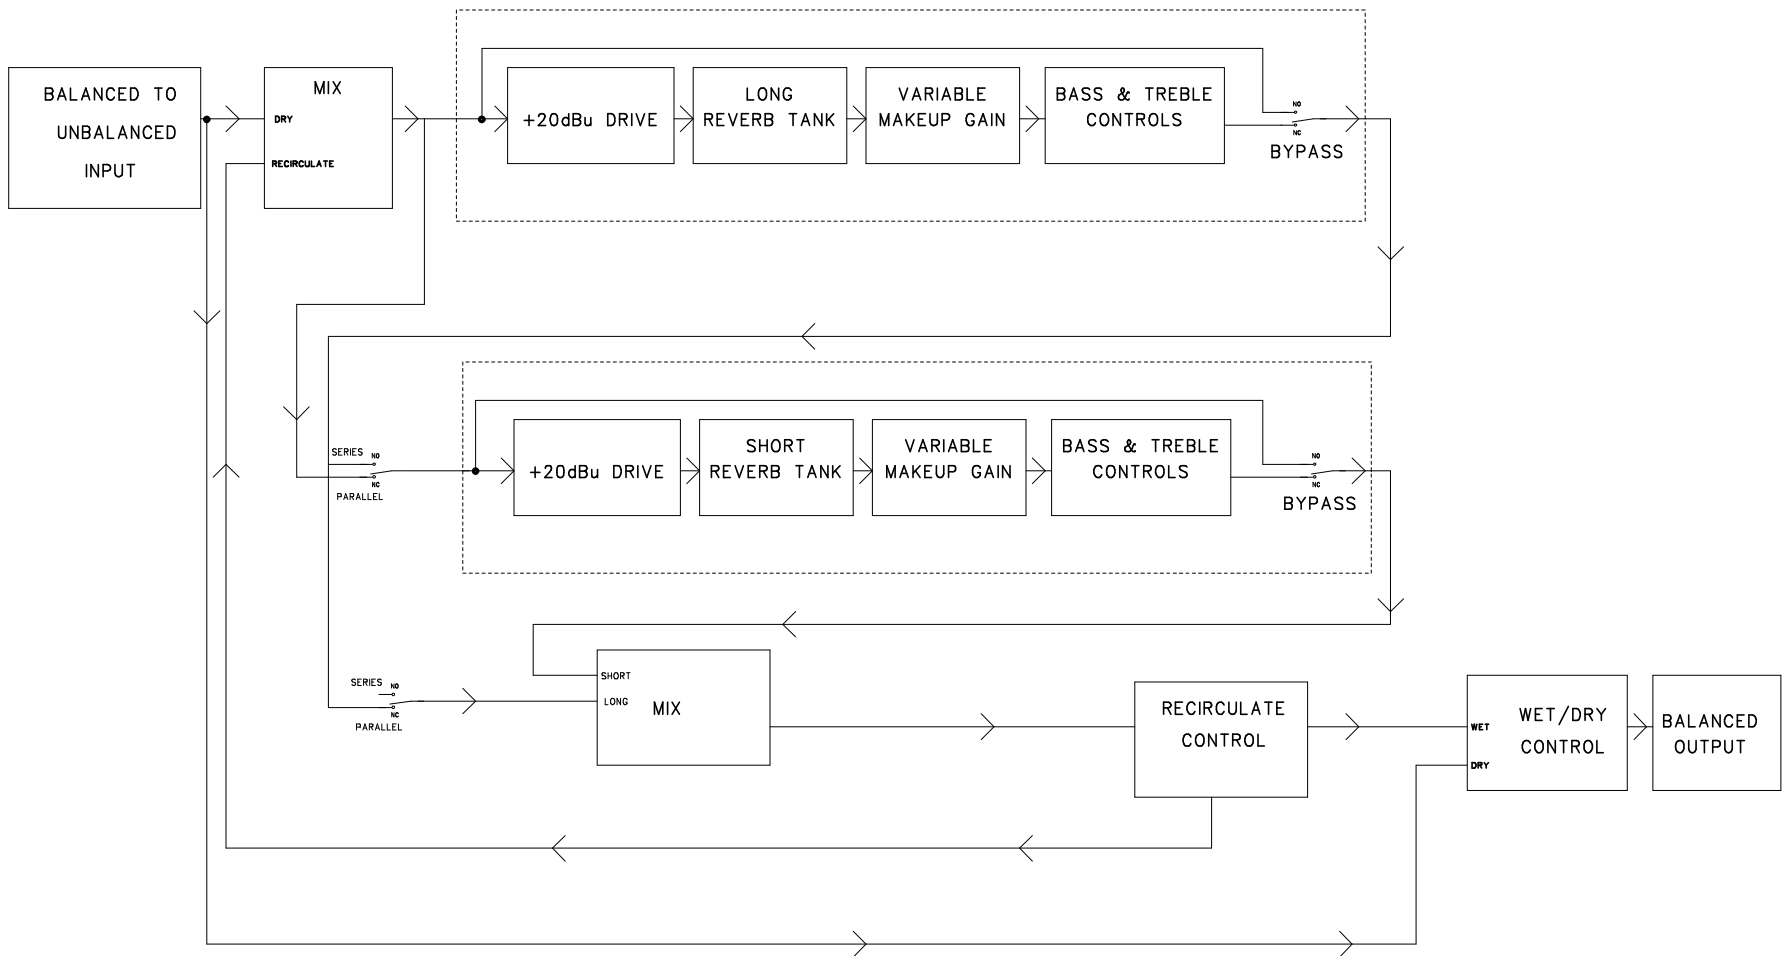 BALANCED TO
UNBALANCED
INPUT
MIX
DRY
RECIRCULATE
+20dBu DRIVE
LONG
REVERB TANK
VARIABLE
MAKEUP GAIN
BASS & TREBLE
CONTROLS
NO
NC
BYPASS
SERIES
NO
NC
PARALLEL
+20dBu DRIVE
SHORT
REVERB TANK
VARIABLE
MAKEUP GAIN
BASS & TREBLE
CONTROLS
NO
NC
BYPASS
SERIES
NO
NC
PARALLEL
SHORT
LONG
MIX
RECIRCULATE
CONTROL
WET
DRY
WET/DRY
CONTROL
BALANCED
OUTPUT